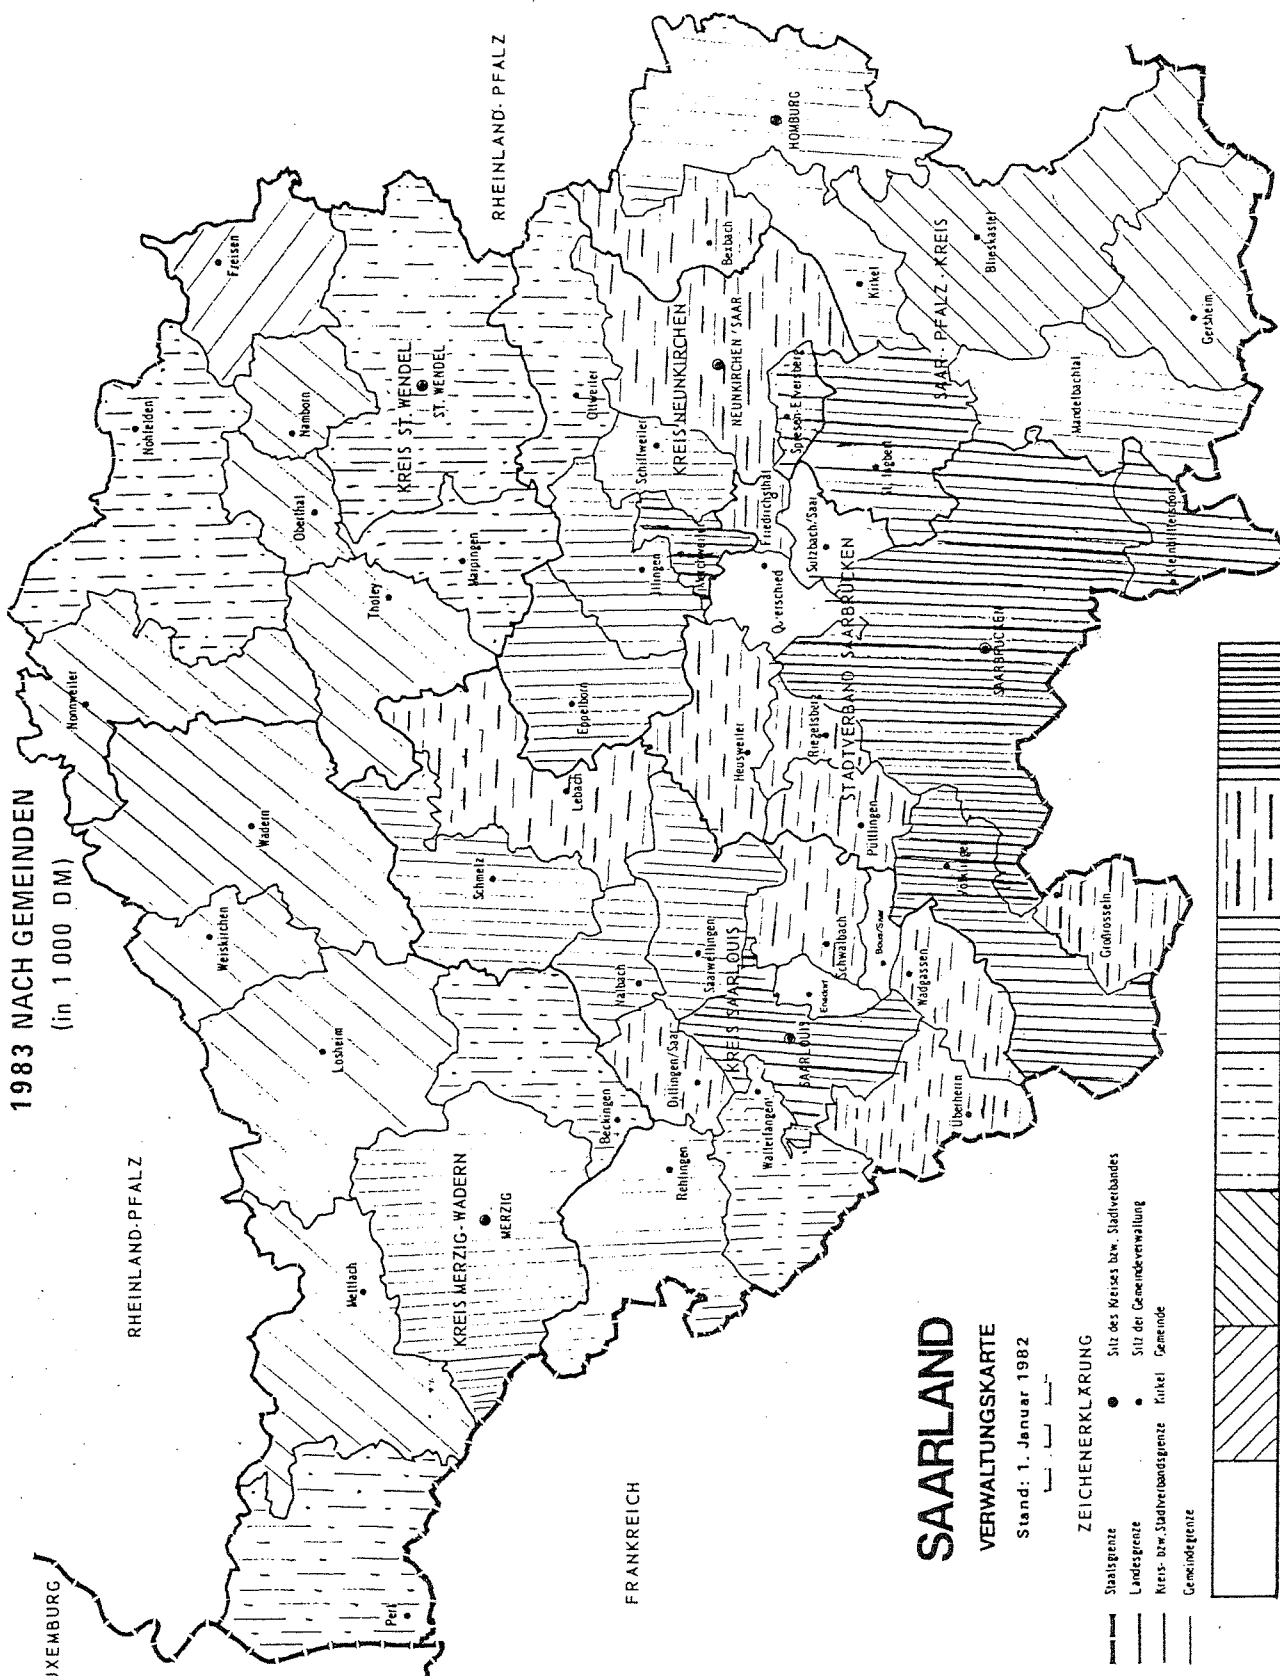 1983 NACH GEMEINDEN
(in 1 000 DM)
RHEINLAND-PFALZ
RHEINLAND-PFALZ
UXEMBURG
FRANKREICH
Perl
Mettlach
Losheim
Weiskirchen
Wadern
Nonnweiler
Nohfelden
Freisen
Namborn
Oberthal
Tholey
KREIS ST. WENDEL
ST. WENDEL
Marpingen
KREIS MERZIG-WADERN
MERZIG
Beckingen
Schmelz
Lebach
Eppelborn
Illingen
Ottweiler
Schiffweiler
KREIS NEUNKIRCHEN
NEUNKIRCHEN/SAAR
Bexbach
HOMBURG
Kirkel
SAAR-PFALZ-KREIS
Blieskastel
Gersheim
Mandelbachtal
Spiesen-Elversberg
Friedrichsthal
Sulzbach/Saar
Quierschied
STADTVERBAND SAARBRÜCKEN
SAARBRÜCKEN
Kleinblittersdorf
Heusweiler
Riegelsberg
Püttlingen
Völklingen
Großrosseln
Rehlingen
Dillingen/Saar
Nalbach
Saarwellingen
KREIS SAARLOUIS
SAARLOUIS
Wallerfangen
Schwalbach
Ensdorf
Bous/Saar
Wadgassen
Überherrn
SAARLAND
VERWALTUNGSKARTE
Stand: 1. Januar 1982
ZEICHENERKLÄRUNG
Staatsgrenze
Landesgrenze
Kreis- bzw. Stadtverbandsgrenze
Gemeindegrenze
Sitz des Kreises bzw. Stadtverbandes
Sitz der Gemeindeverwaltung
Kirkel Gemeinde